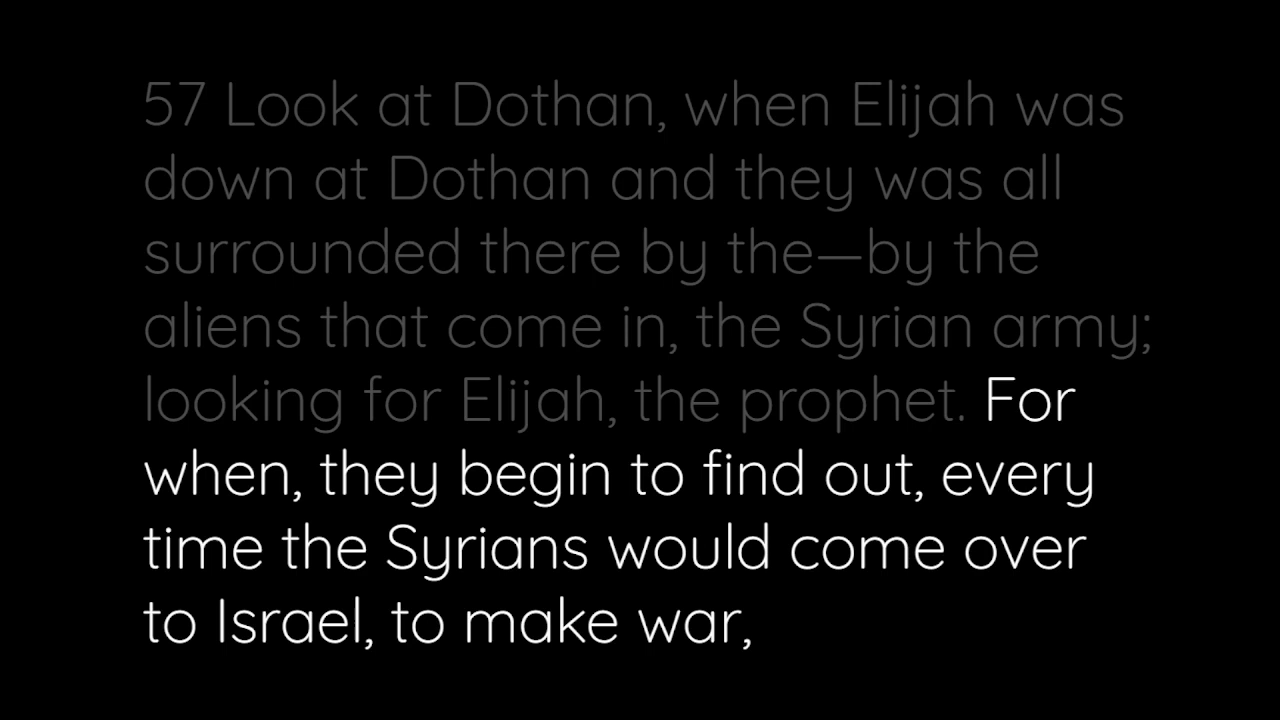 57 Look at Dothan, when Elijah was
down at Dothan and they was all
surrounded there by the—by the
aliens that come in, the Syrian army;
looking for Elijah, the prophet. For
when, they begin to find out, every
time the Syrians would come over
to Israel, to make war,